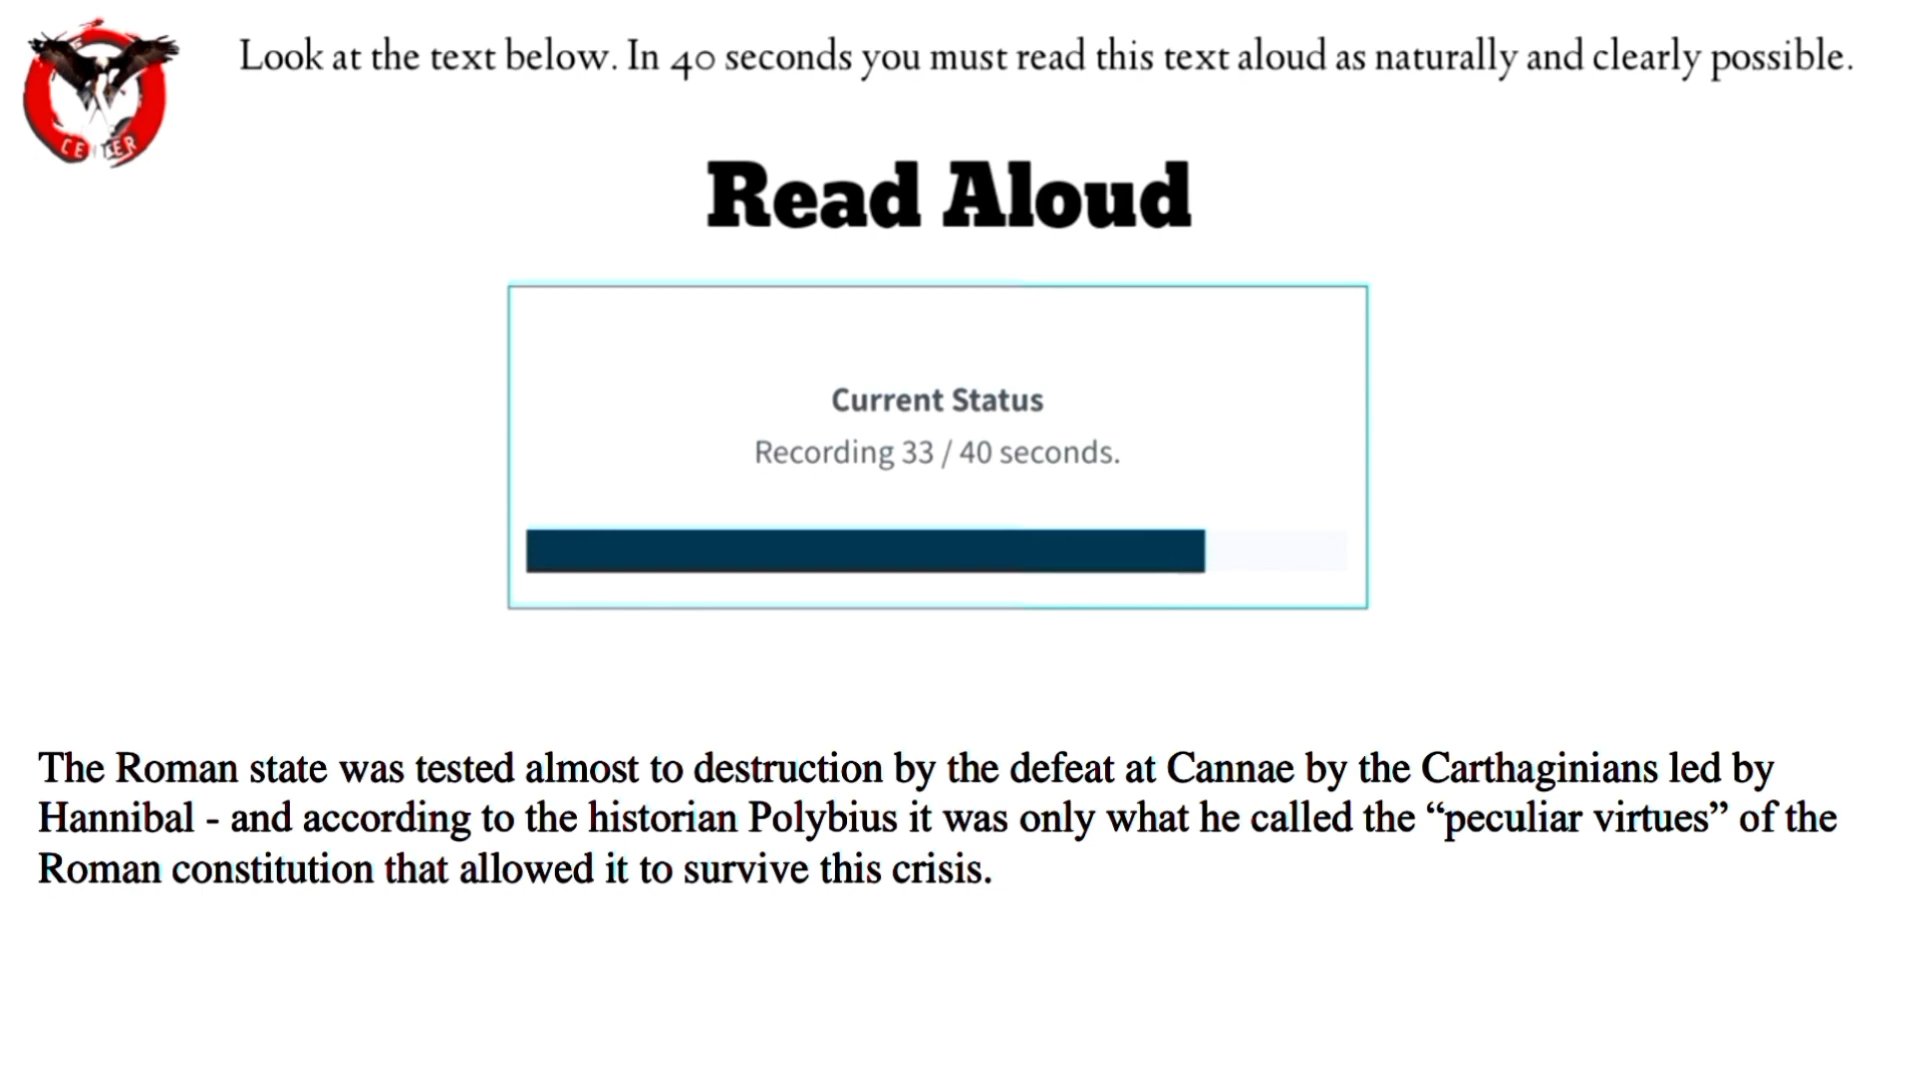 Look at the text below. In 40 seconds you must read this text aloud as naturally and clearly possible.
CENTER
Read Aloud
Current Status
Recording 33 / 40 seconds.
The Roman state was tested almost to destruction by the defeat at Cannae by the Carthaginians led by
Hannibal - and according to the historian Polybius it was only what he called the “peculiar virtues” of the
Roman constitution that allowed it to survive this crisis.